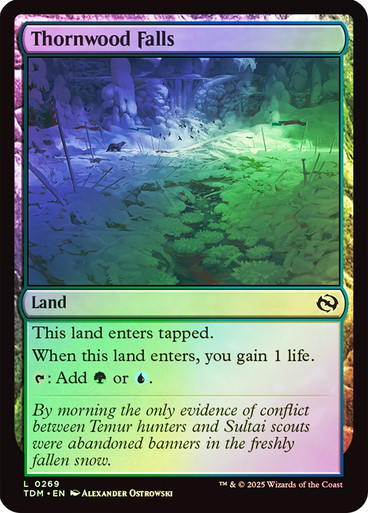 Thornwood Falls
Land
This land enters tapped.
When this land enters, you gain 1 life.
: Add or .
By morning the only evidence of conflict
between Temur hunters and Sultai scouts
were abandoned banners in the freshly
fallen snow.
L 0269
TDM • EN Alexander Ostrowski
™ & © 2025 Wizards of the Coast